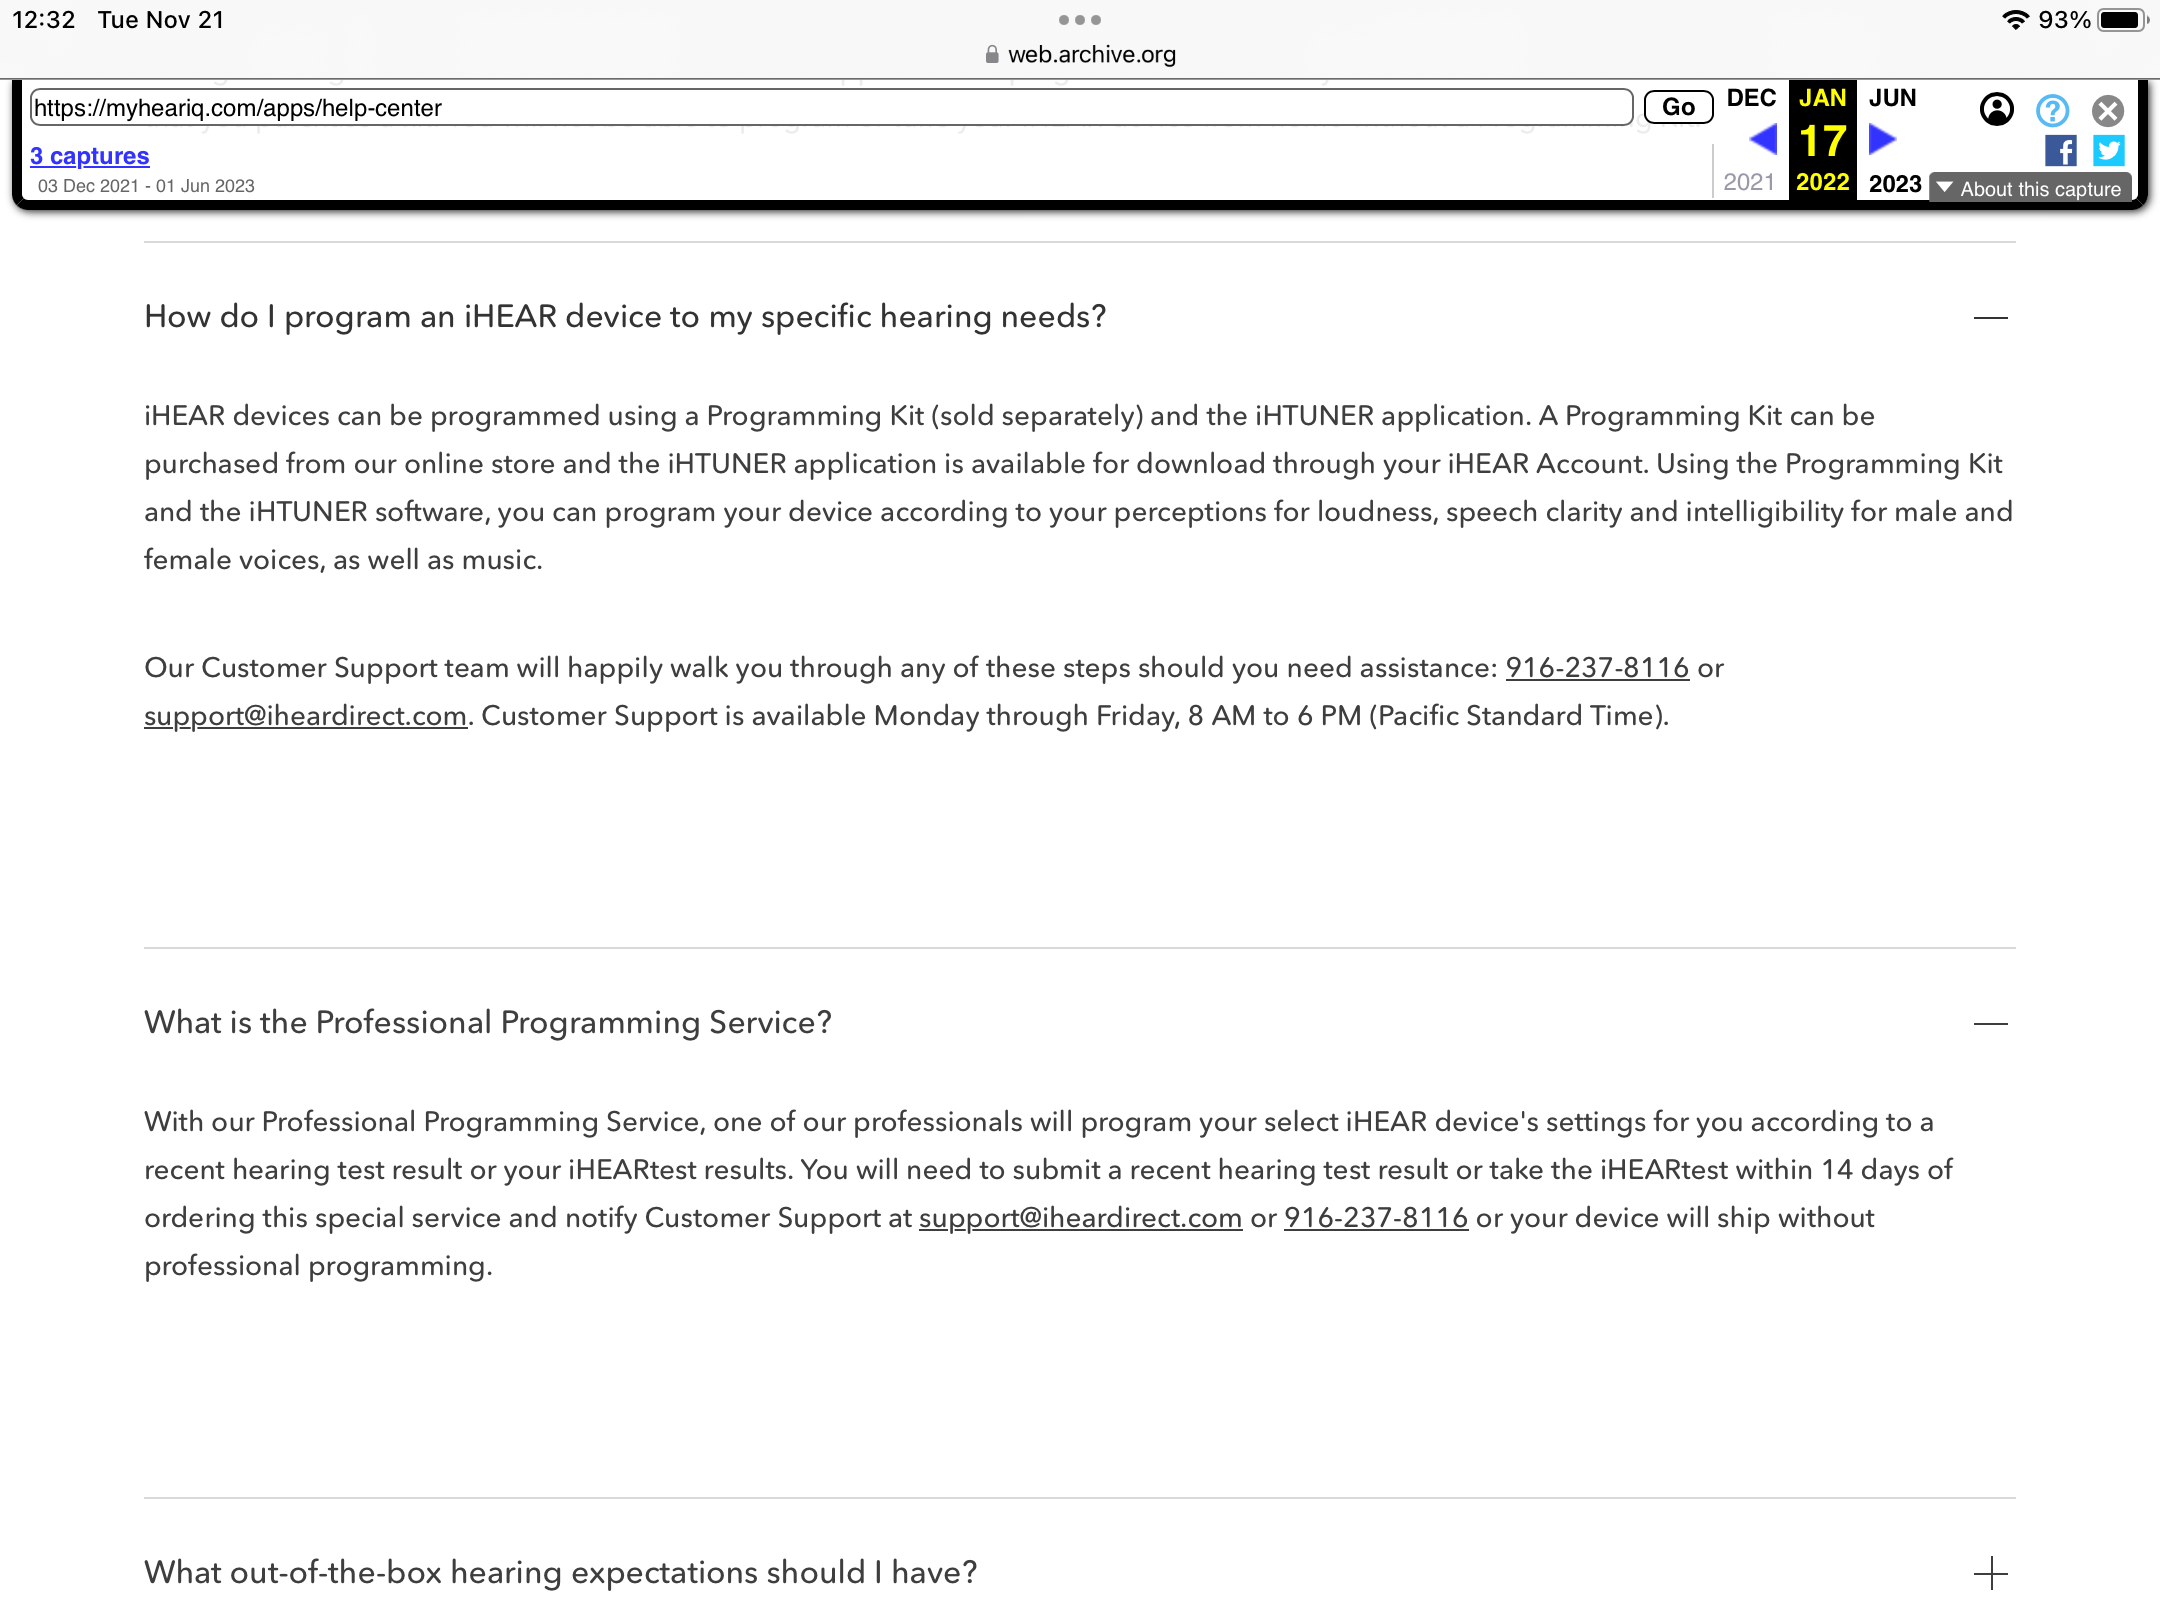 12:32 Tue Nov 21
93%
web.archive.org
https://myheariq.com/apps/help-center
Go
DEC JAN JUN
17
3 captures
03 Dec 2021 - 01 Jun 2023
2021 2022 2023
About this capture
How do I program an iHEAR device to my specific hearing needs?
iHEAR devices can be programmed using a Programming Kit (sold separately) and the iHTUNER application. A Programming Kit can be
purchased from our online store and the iHTUNER application is available for download through your iHEAR Account. Using the Programming Kit
and the iHTUNER software, you can program your device according to your perceptions for loudness, speech clarity and intelligibility for male and
female voices, as well as music.
Our Customer Support team will happily walk you through any of these steps should you need assistance: 916-237-8116 or
support@iheardirect.com. Customer Support is available Monday through Friday, 8 AM to 6 PM (Pacific Standard Time).
What is the Professional Programming Service?
With our Professional Programming Service, one of our professionals will program your select iHEAR device's settings for you according to a
recent hearing test result or your iHEARtest results. You will need to submit a recent hearing test result or take the iHEARtest within 14 days of
ordering this special service and notify Customer Support at support@iheardirect.com or 916-237-8116 or your device will ship without
professional programming.
What out-of-the-box hearing expectations should I have?